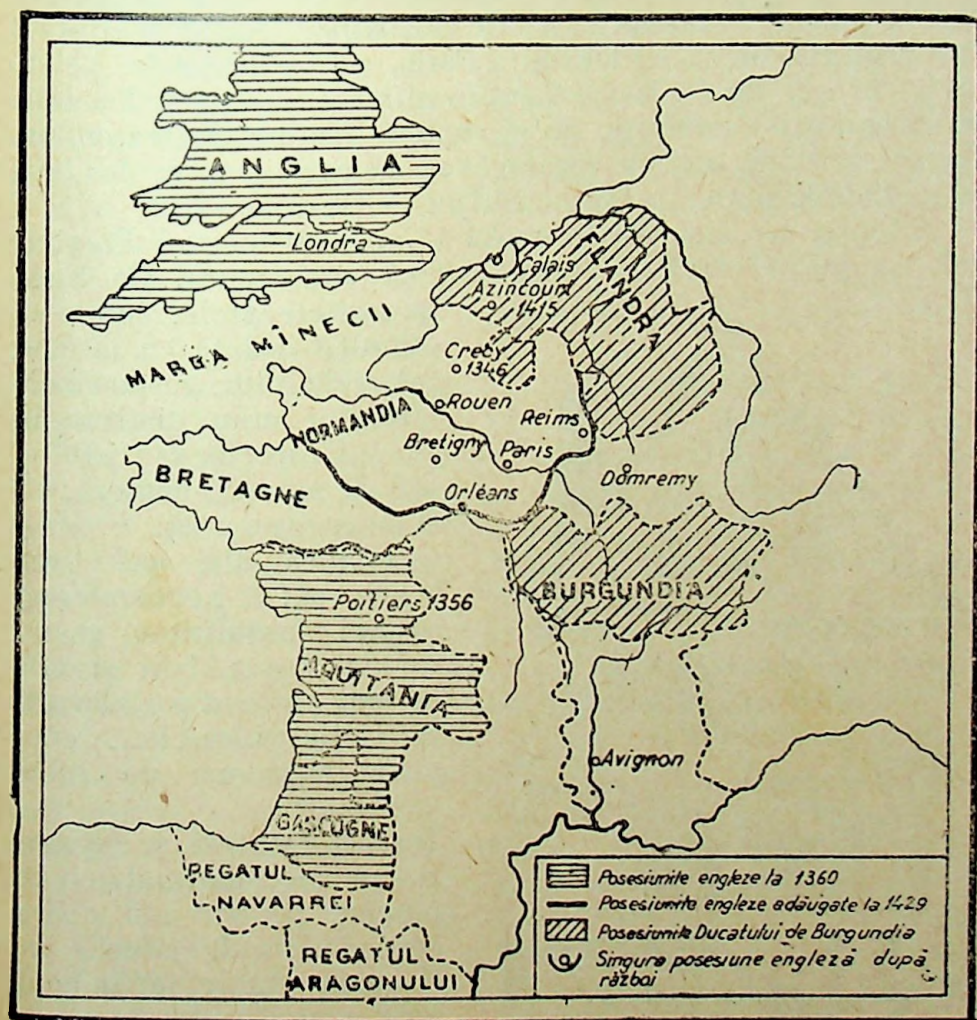 ANGLIA
Londra
MARGA MÎNECII
Calais
Azincourt
1415
FLANDRA
Crecy
1346
Rouen
NORMANDIA
Reims
Bretigny
Paris
BRETAGNE
Orléans
Domremy
BURGUNDIA
Poitiers 1356
AQUITANIA
Avignon
GASCOGNE
REGATUL
NAVARREI
REGATUL
ARAGONULUI
Posesiunile engleze la 1360
Posesiunile engleze adăugate la 1429
Posesiunile Ducatului de Burgundia
Singura posesiune engleză după
război